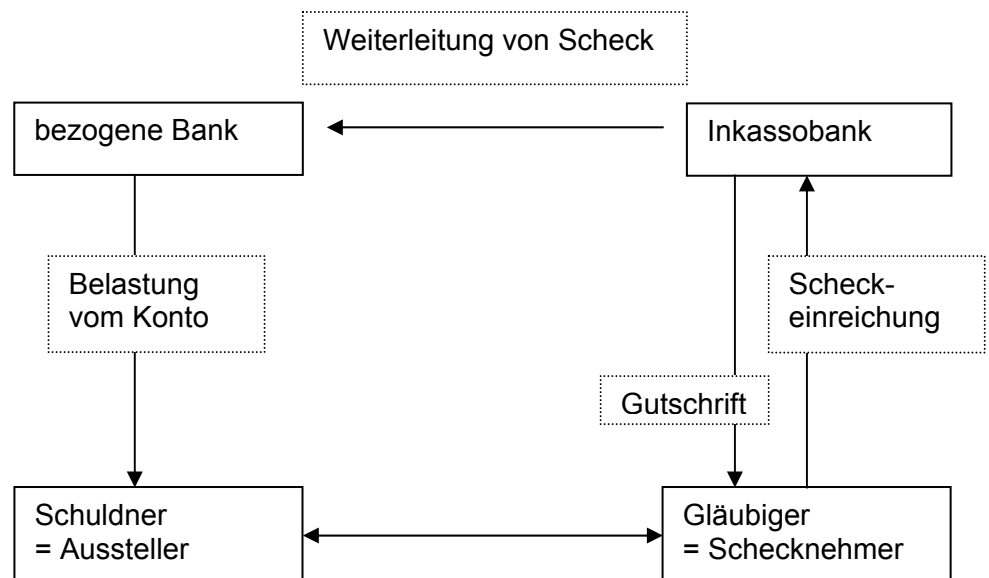 Weiterleitung von Scheck
bezogene Bank
Inkassobank
Belastung
vom Konto
Scheck-
einreichung
Gutschrift
Schuldner
= Aussteller
Gläubiger
= Schecknehmer